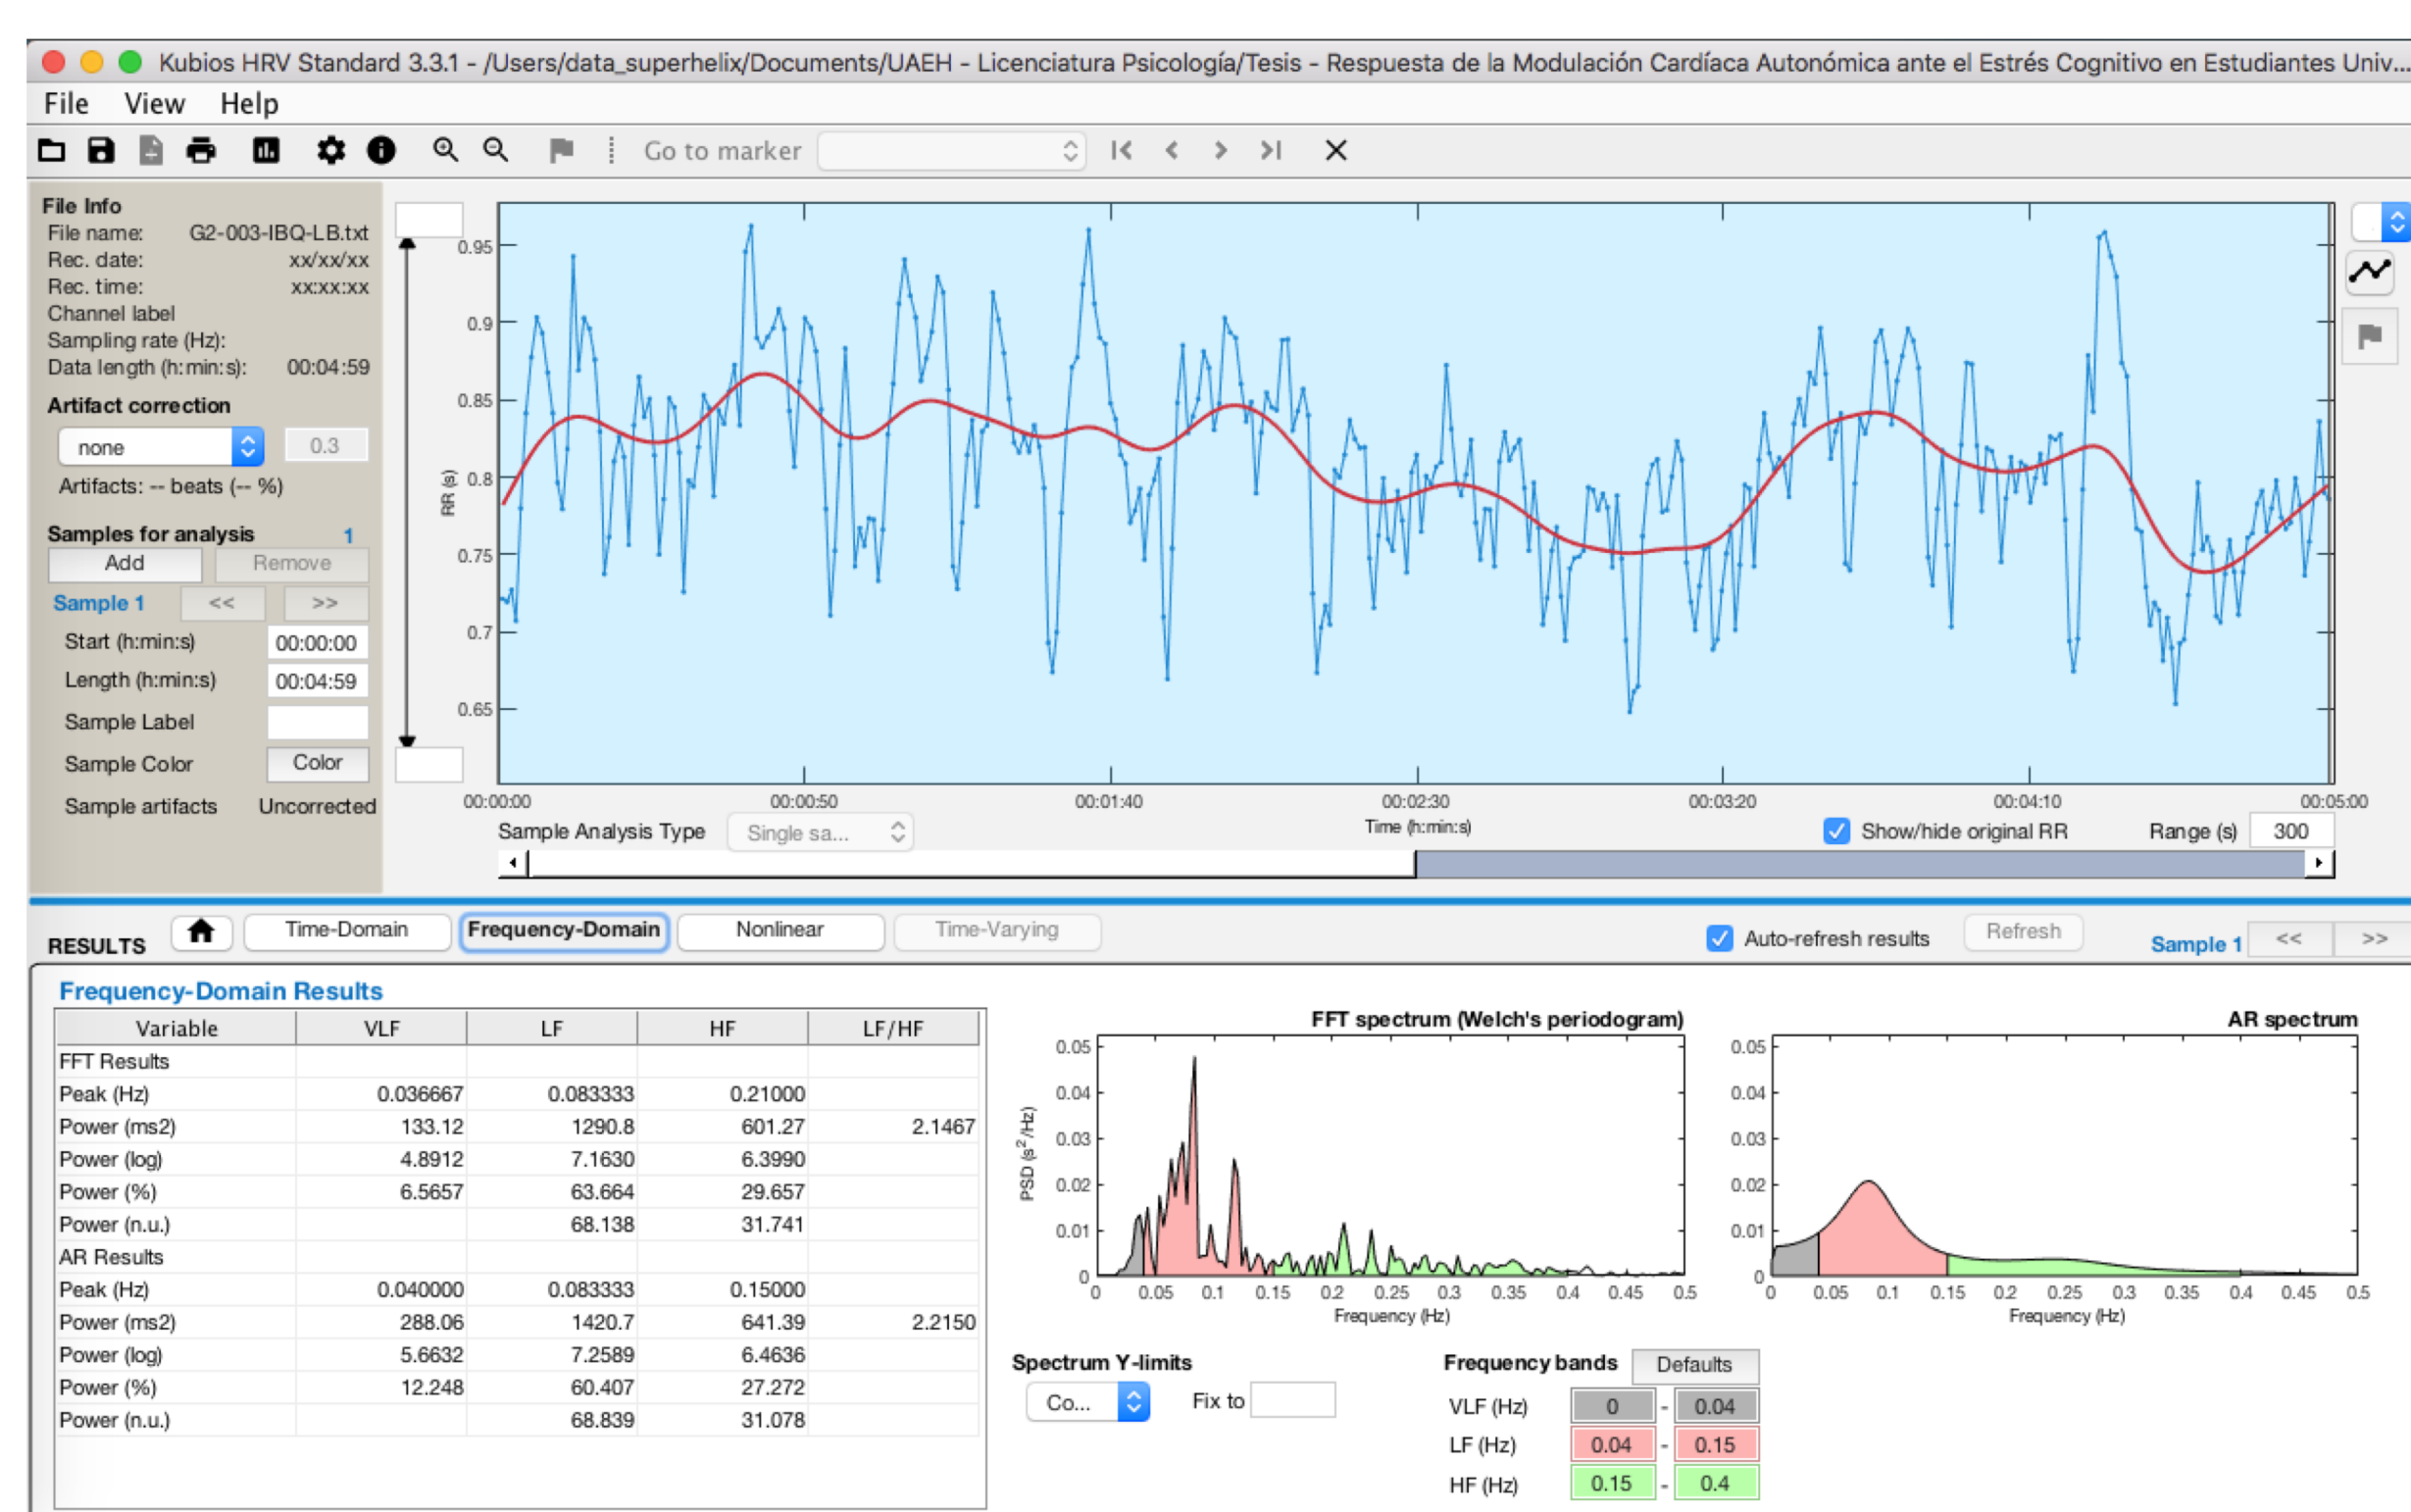 Kubios HRV Standard 3.3.1 - /Users/data_superhelix/Documents/UAEH - Licenciatura Psicología/Tesis - Respuesta de la Modulación Cardíaca Autonómica ante el Estrés Cognitivo en Estudiantes Univ...
File View Help
Go to marker
File Info
File name: G2-003-IBQ-LB.txt
Rec. date: xx/xx/xx
Rec. time: xx:xx:xx
Channel label
Sampling rate (Hz):
Data length (h:min:s): 00:04:59
Artifact correction
none 0.3
Artifacts: -- beats (-- %)
Samples for analysis 1
Add Remove
Sample 1 << >>
Start (h:min:s) 00:00:00
Length (h:min:s) 00:04:59
Sample Label
Sample Color Color
Sample artifacts Uncorrected
RR (s)
0.95
0.9
0.85
0.8
0.75
0.7
0.65
00:00:00 00:00:50 00:01:40 00:02:30 00:03:20 00:04:10 00:05:00
Time (h:min:s)
Sample Analysis Type Single sa... Show/hide original RR Range (s) 300
RESULTS Time-Domain Frequency-Domain Nonlinear Time-Varying Auto-refresh results Refresh Sample 1 << >>
Frequency-Domain Results
Variable VLF LF HF LF/HF
FFT Results
Peak (Hz) 0.036667 0.083333 0.21000
Power (ms2) 133.12 1290.8 601.27 2.1467
Power (log) 4.8912 7.1630 6.3990
Power (%) 6.5657 63.664 29.657
Power (n.u.) 68.138 31.741
AR Results
Peak (Hz) 0.040000 0.083333 0.15000
Power (ms2) 288.06 1420.7 641.39 2.2150
Power (log) 5.6632 7.2589 6.4636
Power (%) 12.248 60.407 27.272
Power (n.u.) 68.839 31.078
FFT spectrum (Welch's periodogram)
PSD (s²/Hz)
0.05
0.04
0.03
0.02
0.01
0
0 0.05 0.1 0.15 0.2 0.25 0.3 0.35 0.4 0.45 0.5
Frequency (Hz)
AR spectrum
0.05
0.04
0.03
0.02
0.01
0
0 0.05 0.1 0.15 0.2 0.25 0.3 0.35 0.4 0.45 0.5
Frequency (Hz)
Spectrum Y-limits
Co... Fix to
Frequency bands Defaults
VLF (Hz) 0 - 0.04
LF (Hz) 0.04 - 0.15
HF (Hz) 0.15 - 0.4